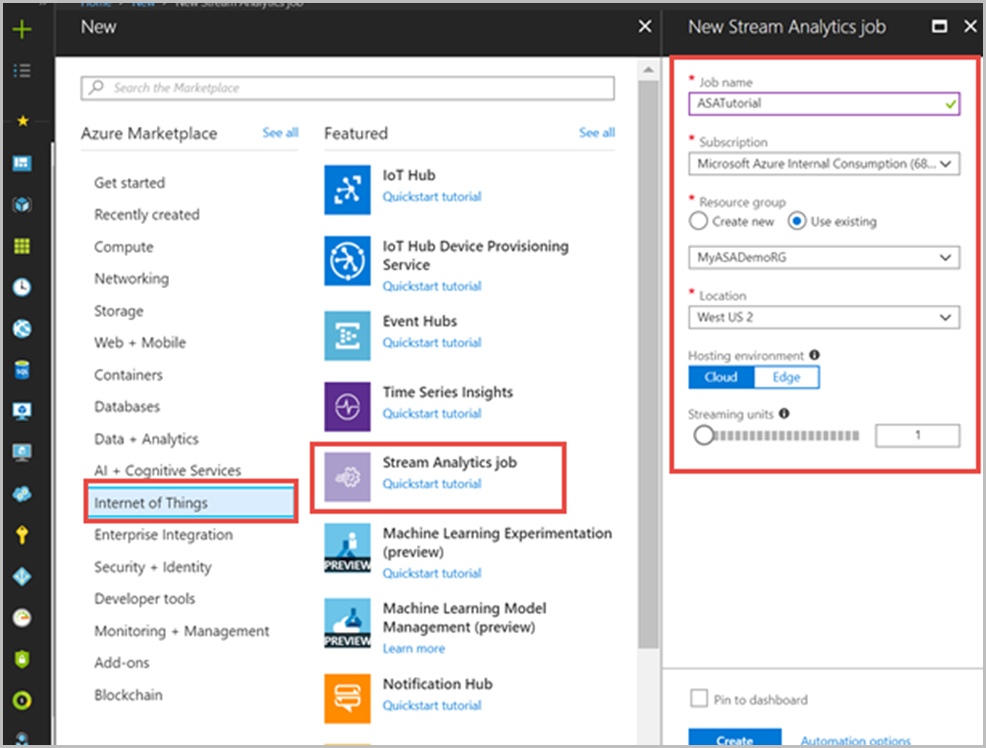 Home New New Stream Analytics job
New
Search the Marketplace
Azure Marketplace See all
Get started
Recently created
Compute
Networking
Storage
Web + Mobile
Containers
Databases
Data + Analytics
AI + Cognitive Services
Internet of Things
Enterprise Integration
Security + Identity
Developer tools
Monitoring + Management
Add-ons
Blockchain
Featured See all
IoT Hub
Quickstart tutorial
IoT Hub Device Provisioning
Service
Quickstart tutorial
Event Hubs
Quickstart tutorial
Time Series Insights
Quickstart tutorial
Stream Analytics job
Quickstart tutorial
Machine Learning Experimentation
(preview)
Quickstart tutorial
PREVIEW
Machine Learning Model
Management (preview)
Learn more
PREVIEW
Notification Hub
Quickstart tutorial
New Stream Analytics job
* Job name
ASATutorial
* Subscription
Microsoft Azure Internal Consumption (68...
* Resource group
Create new Use existing
MyASADemoRG
* Location
West US 2
Hosting environment
Cloud Edge
Streaming units
1
Pin to dashboard
Create Automation options
SQL